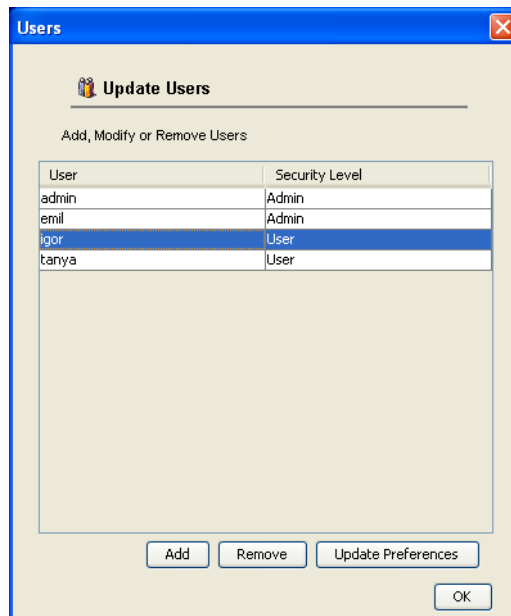 Users
Update Users
Add, Modify or Remove Users
User Security Level
admin Admin
emil Admin
igor User
tanya User
Add Remove Update Preferences
OK